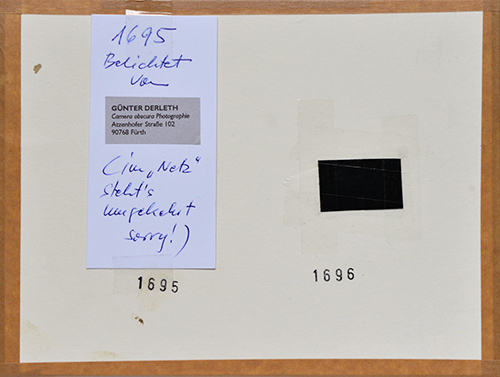 1695
Belichtet
von
GÜNTER DERLETH
Camera obscura Photographie
Atzenhofer Straße 102
90768 Fürth
(im „Netz“
steht's
umgekehrt
sorry!)
1695
1696